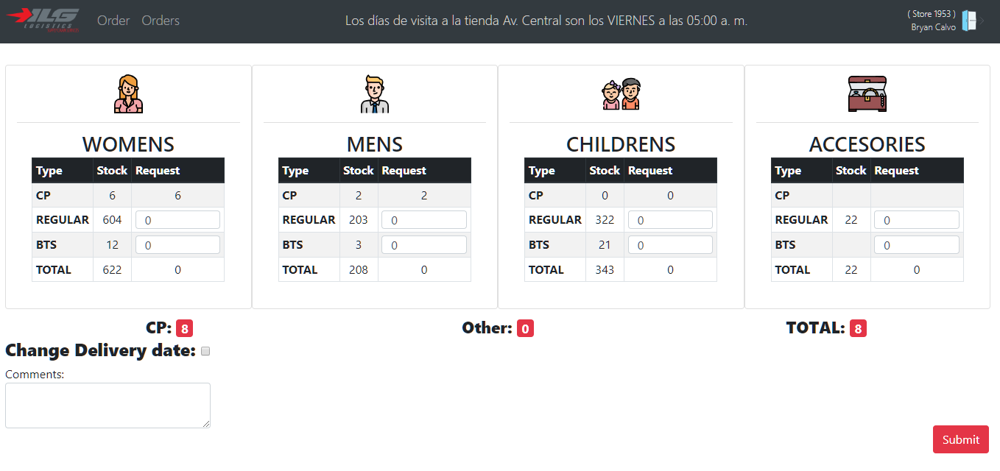 ILG
LOGISTICS
Order Orders
Los días de visita a la tienda Av. Central son los VIERNES a las 05:00 a. m.
( Store 1953 )
Bryan Calvo
WOMENS
Type Stock Request
CP 6 6
REGULAR 604 0
BTS 12 0
TOTAL 622 0
MENS
Type Stock Request
CP 2 2
REGULAR 203 0
BTS 3 0
TOTAL 208 0
CHILDRENS
Type Stock Request
CP 0 0
REGULAR 322 0
BTS 21 0
TOTAL 343 0
ACCESORIES
Type Stock Request
CP
REGULAR 22 0
BTS 0
TOTAL 22 0
CP: 8 Other: 0 TOTAL: 8
Change Delivery date:
Comments:
Submit